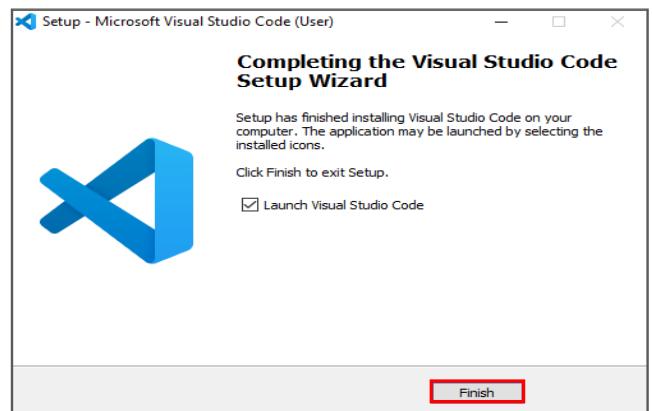 Setup - Microsoft Visual Studio Code (User)
Completing the Visual Studio Code
Setup Wizard
Setup has finished installing Visual Studio Code on your
computer. The application may be launched by selecting the
installed icons.
Click Finish to exit Setup.
Launch Visual Studio Code
Finish